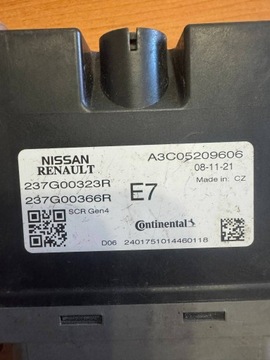 NISSAN
RENAULT
A3C05209606
08-11-21
Made in: CZ
237G00323R
237G00366R
E7
SCR Gen4
Continental
D06 2401751014460118